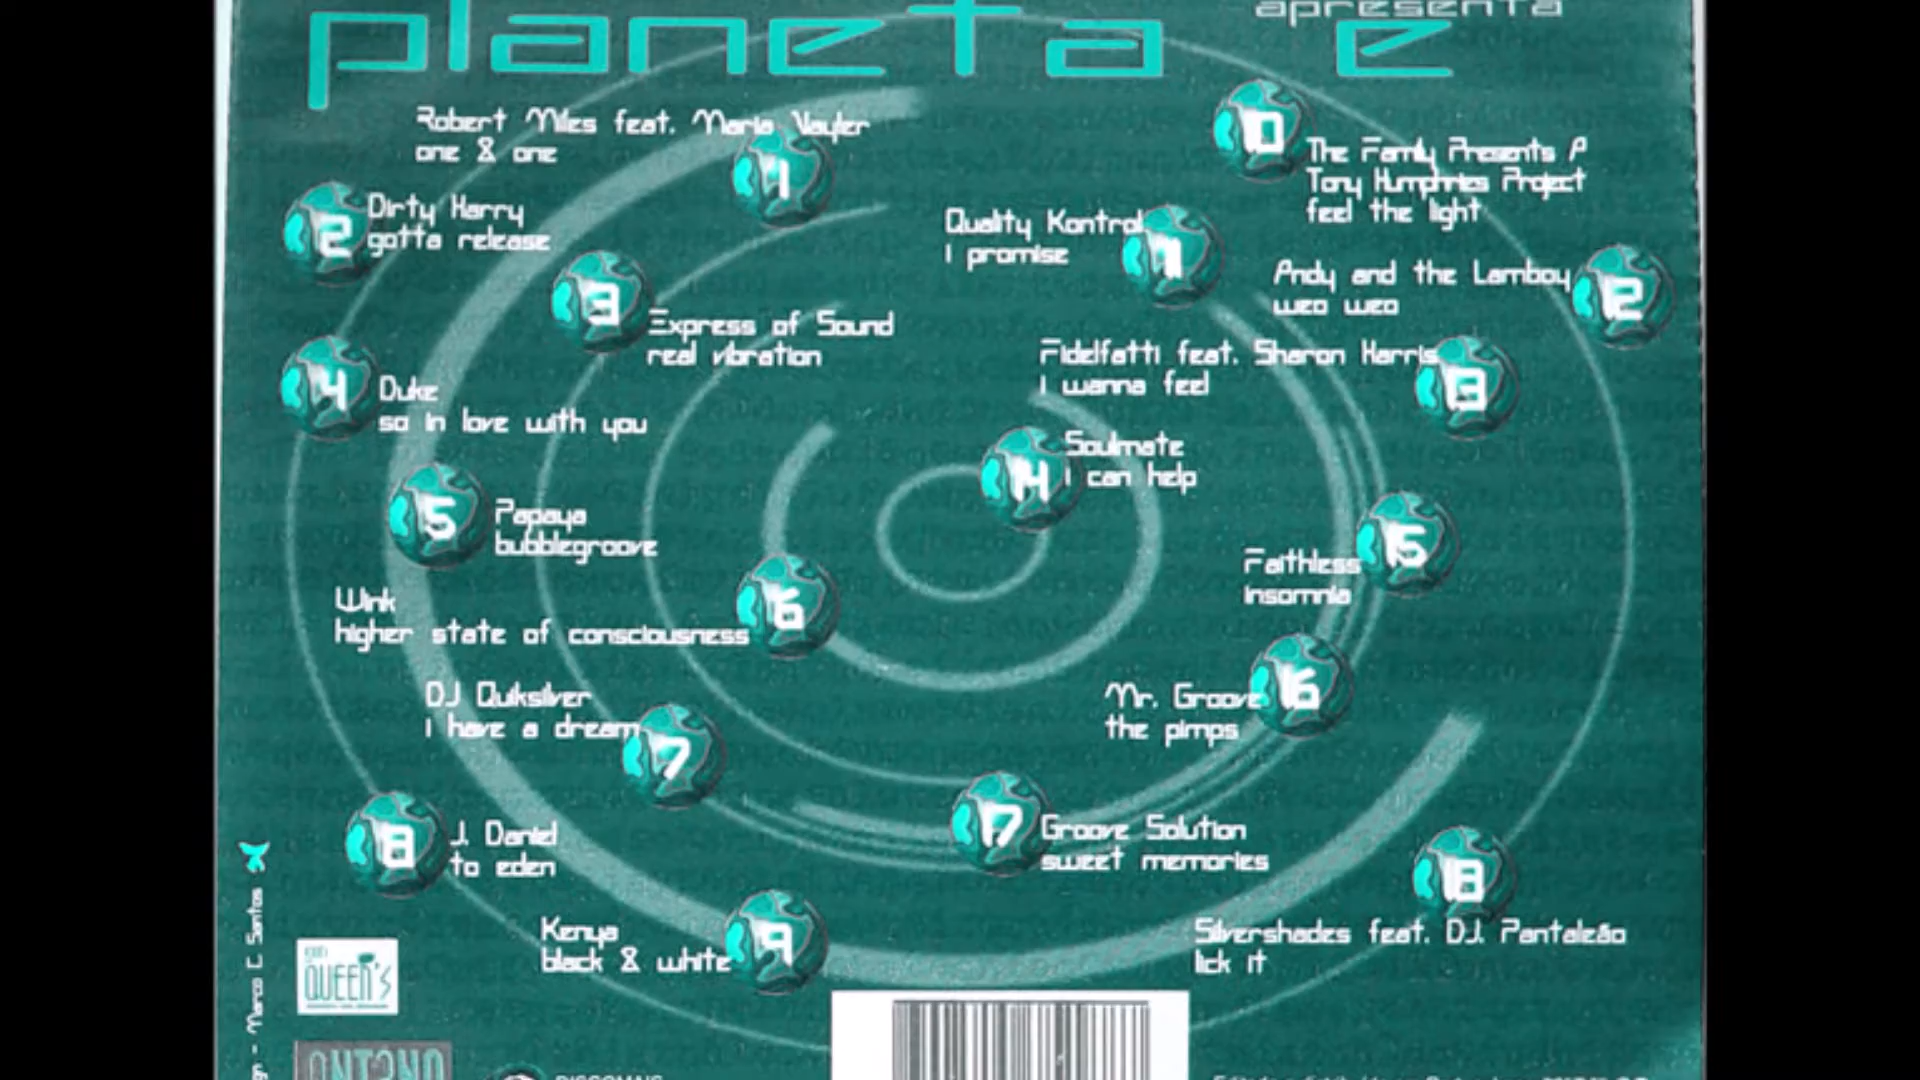 apresenta
planeta e
Robert Miles feat. Maria Nayler
one & one
1
2
Dirty Harry
gotta release
3
Express of Sound
real vibration
4
Duke
so in love with you
5
Papaya
bubblegroove
Wink
higher state of consciousness
6
DJ Quiksilver
i have a dream
7
8
J. Daniel
to eden
Kenya
black & white
9
10
The Family Presents A
Tony Humphries Project
feel the light
Quality Kontrol
i promise
11
Andy and the Lamboy
weo weo
12
Fidelfatti feat. Sharon Harris
i wanna feel
13
14
Soulmate
i can help
Faithless
insomnia
15
Mr. Groove
the pimps
16
17
Groove Solution
sweet memories
18
Silvershades feat. D.J. Pantaleão
lick it
Marco C. Santos
QUEEN'S